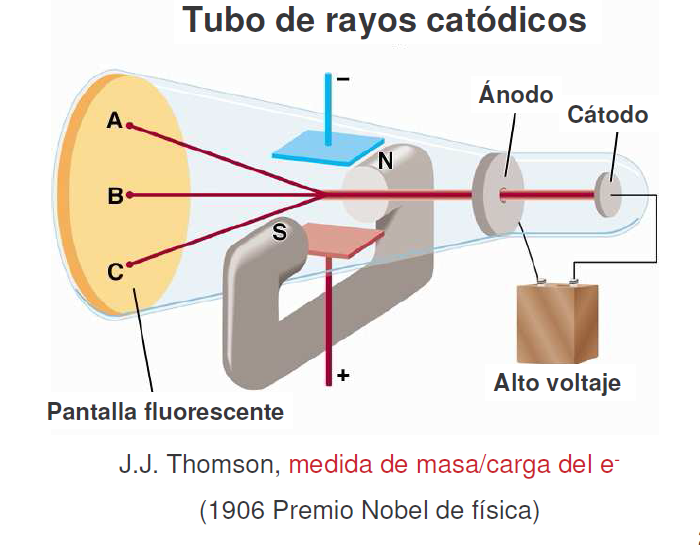 Tubo de rayos catódicos
−
Ánodo
Cátodo
A
N
B
S
C
+
Alto voltaje
Pantalla fluorescente
J.J. Thomson, medida de masa/carga del e-
(1906 Premio Nobel de física)